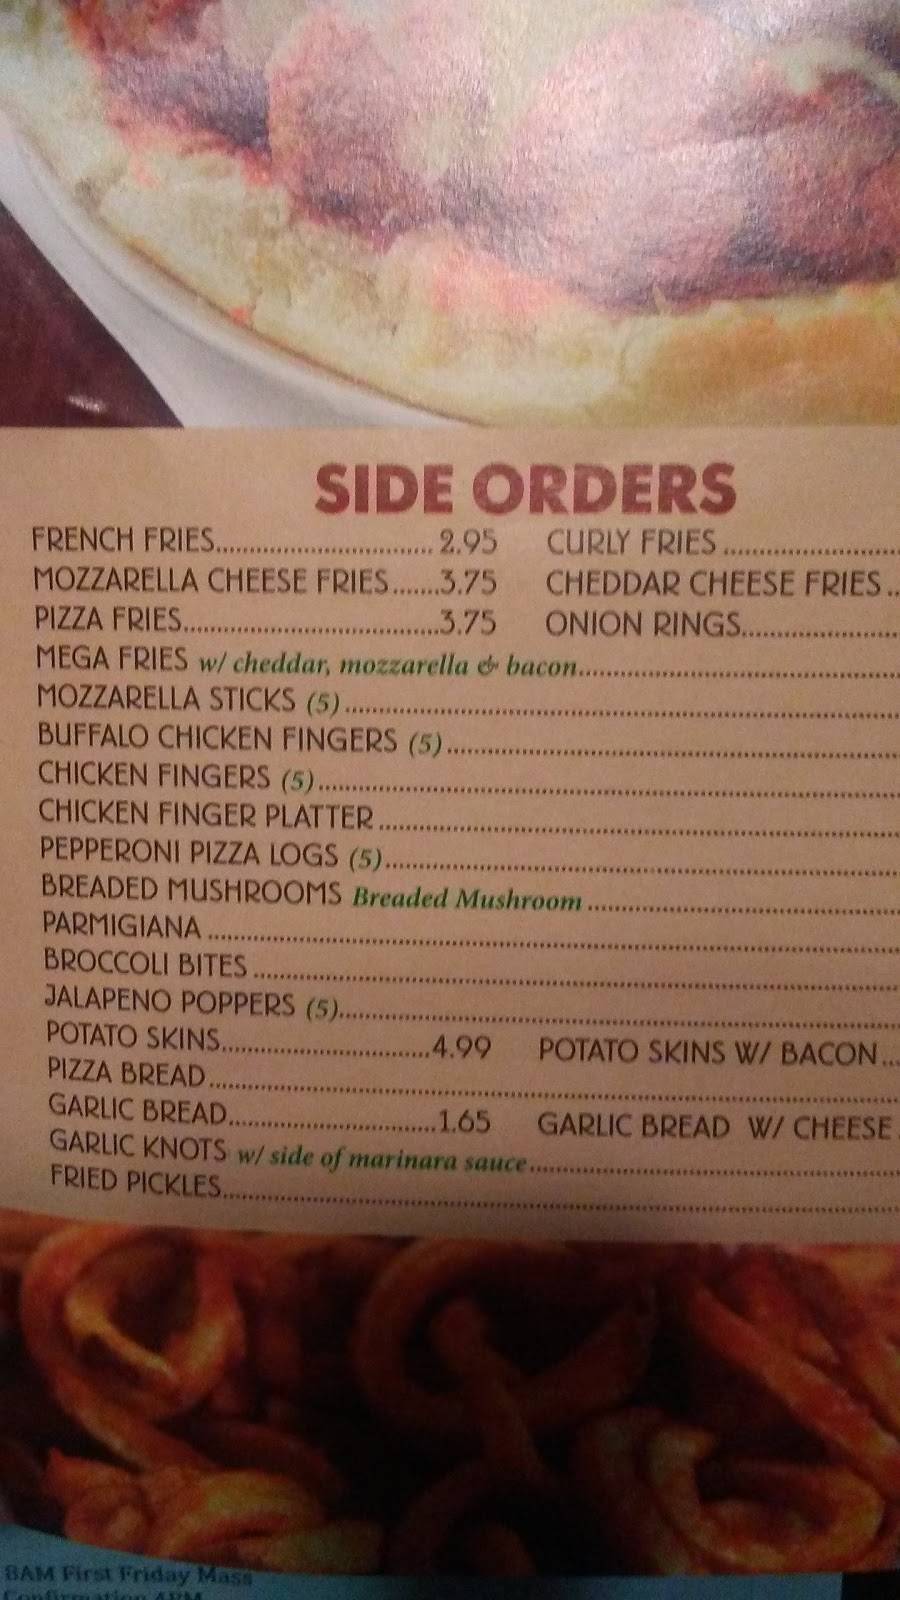 SIDE ORDERS
FRENCH FRIES.......................... 2.95 CURLY FRIES ......................
MOZZARELLA CHEESE FRIES......3.75 CHEDDAR CHEESE FRIES..
PIZZA FRIES...............................3.75 ONION RINGS....................
MEGA FRIES w/ cheddar, mozzarella & bacon........................................
MOZZARELLA STICKS (5)........................................
BUFFALO CHICKEN FINGERS (5)........................................
CHICKEN FINGERS (5)........................................
CHICKEN FINGER PLATTER........................................
PEPPERONI PIZZA LOGS (5)........................................
BREADED MUSHROOMS Breaded Mushroom........................................
PARMIGIANA........................................
BROCCOLI BITES........................................
JALAPENO POPPERS (5)........................................
POTATO SKINS..........................4.99 POTATO SKINS W/ BACON...
PIZZA BREAD........................................
GARLIC BREAD..........................1.65 GARLIC BREAD W/ CHEESE.
GARLIC KNOTS w/ side of marinara sauce........................................
FRIED PICKLES........................................
8AM First Friday Mass
Confirmation 4PM